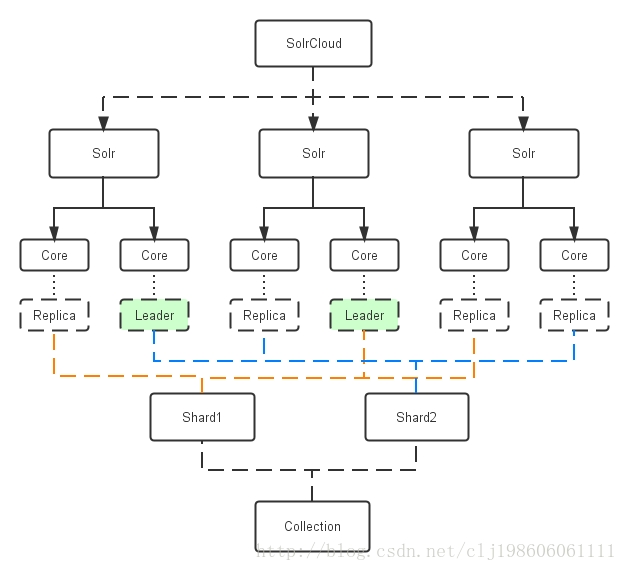 SolrCloud
Solr Solr Solr
Core Core Core Core Core Core
Replica Leader Replica Leader Replica Replica
Shard1 Shard2
Collection
http://blog.csdn.net/clj198606061111